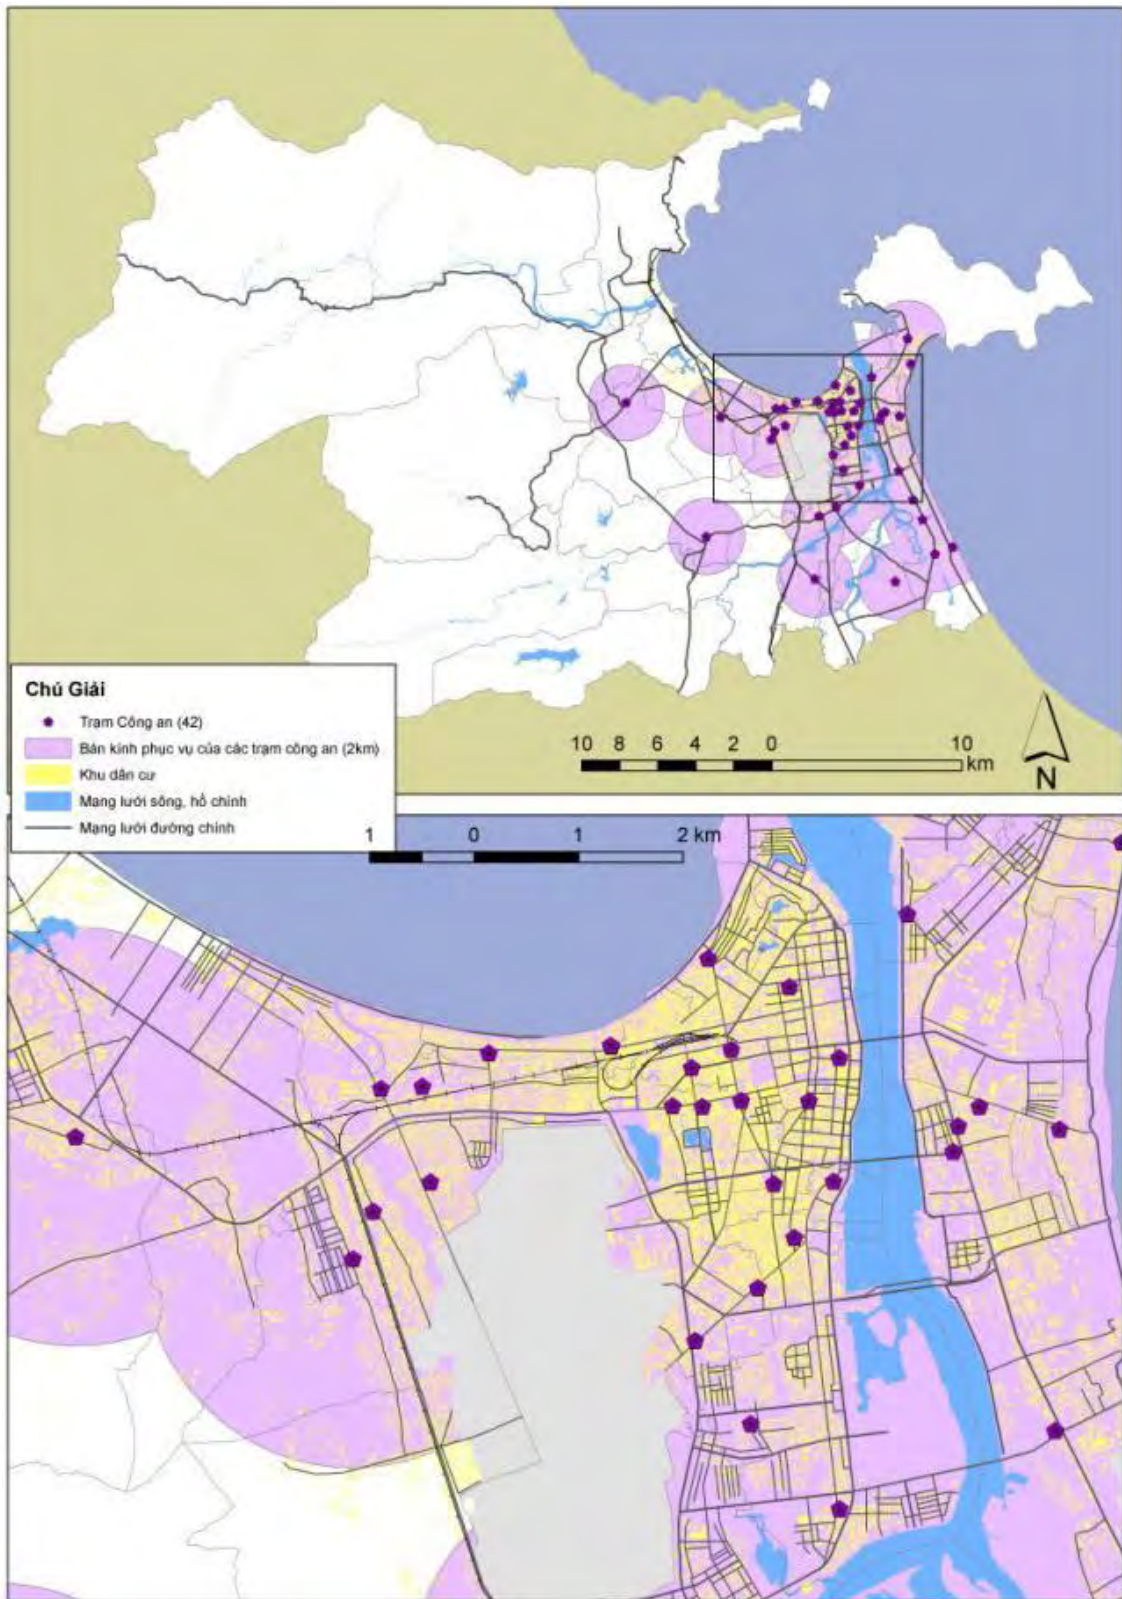 Chú Giải
Trạm Công an (42)
Bán kính phục vụ của các trạm công an (2km)
Khu dân cư
Mạng lưới sông, hồ chính
Mạng lưới đường chính
10 8 6 4 2 0 10
km
N
1 0 1 2 km